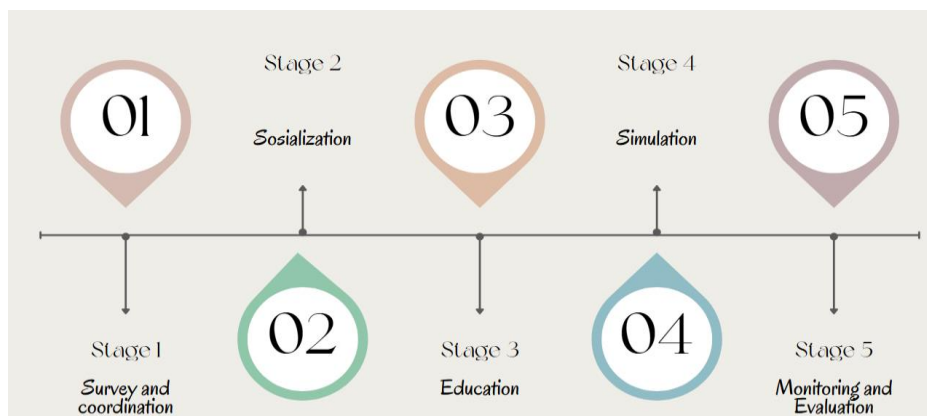 01
Stage 1
Survey and
coordination
Stage 2
Sosialization
02
03
Stage 3
Education
Stage 4
Simulation
04
05
Stage 5
Monitoring and
Evaluation